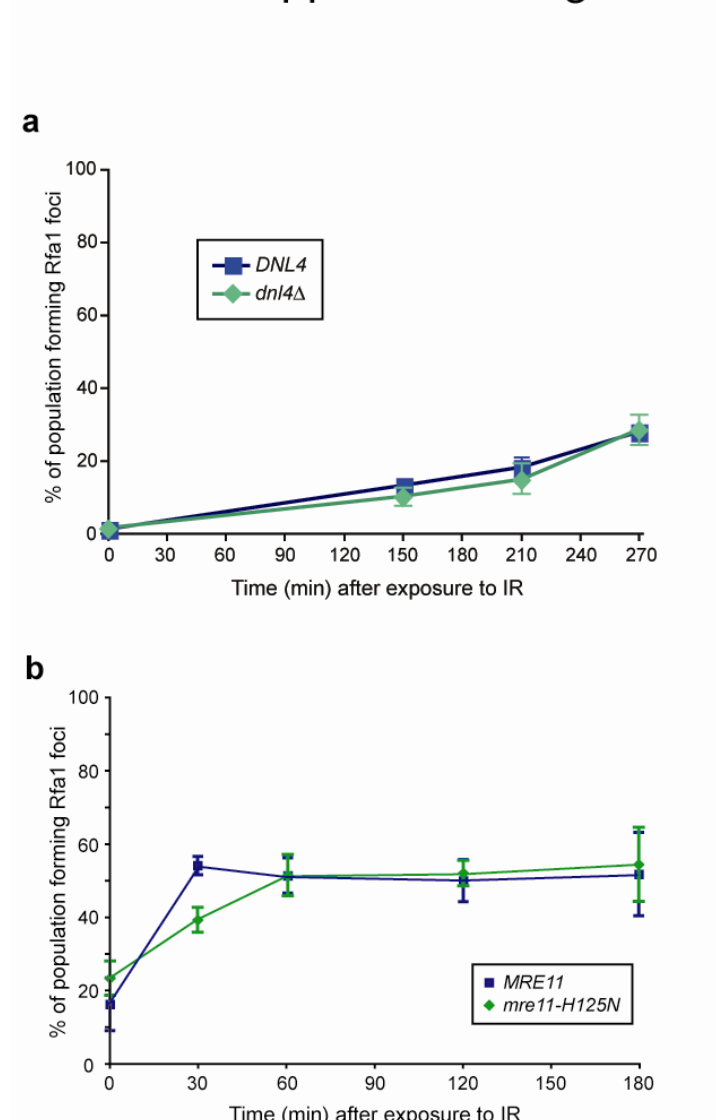 a
% of population forming Rfa1 foci
100
80
60
40
20
0
DNL4
dnl4Δ
0 30 60 90 120 150 180 210 240 270
Time (min) after exposure to IR
b
% of population forming Rfa1 foci
100
80
60
40
20
0
MRE11
mre11-H125N
0 30 60 90 120 150 180
Time (min) after exposure to IR